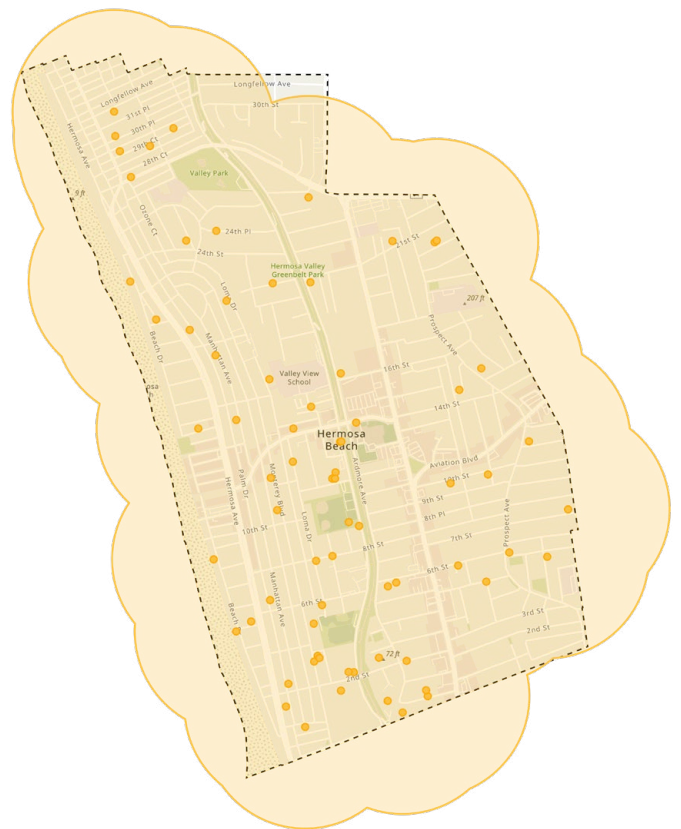 Longfellow Ave
Longfellow Ave
30th St
31st Pl
30th Pl
29th Ct
28th Ct
Hermosa Ave
Valley Park
9 ft
Ozone Ct
24th Pl
24th St
21st St
Hermosa Valley
Greenbelt Park
Loma Dr
207 ft
Prospect Ave
Beach Dr
Manhattan Ave
16th St
Valley View
School
osa
h
14th St
Hermosa
Beach
Aviation Blvd
Ardmore Ave
Palm Dr
Monterey Blvd
Hermosa Ave
10th St
9th St
8th Pl
Prospect Ave
10th St
Loma Dr
7th St
8th St
6th St
Manhattan Ave
6th St
Beach
3rd St
2nd St
72 ft
2nd St